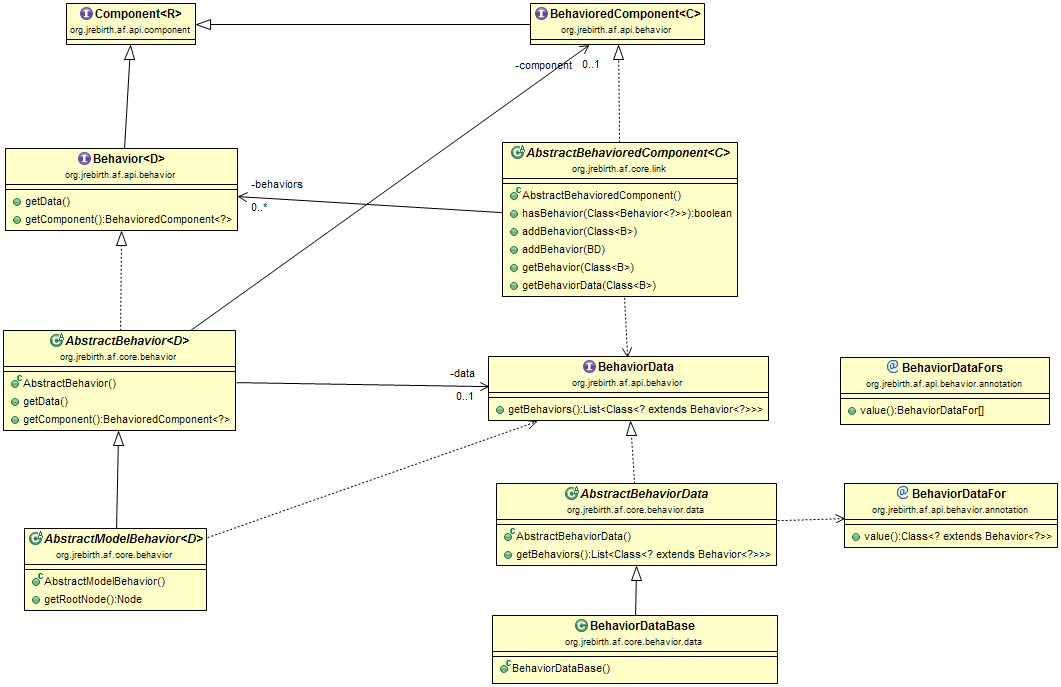 Component<R>
org.jrebirth.af.api.component
BehavioredComponent<C>
org.jrebirth.af.api.behavior
-component 0..1
Behavior<D>
org.jrebirth.af.api.behavior
getData()
getComponent():BehavioredComponent<?>
-behaviors
0..*
AbstractBehavioredComponent<C>
org.jrebirth.af.core.link
AbstractBehavioredComponent()
hasBehavior(Class<Behavior<?>>):boolean
addBehavior(Class<B>)
addBehavior(BD)
getBehavior(Class<B>)
getBehaviorData(Class<B>)
AbstractBehavior<D>
org.jrebirth.af.core.behavior
AbstractBehavior()
getData()
getComponent():BehavioredComponent<?>
-data
0..1
BehaviorData
org.jrebirth.af.api.behavior
getBehaviors():List<Class<? extends Behavior<?>>>
BehaviorDataFors
org.jrebirth.af.api.behavior.annotation
value():BehaviorDataFor[]
AbstractBehaviorData
org.jrebirth.af.core.behavior.data
AbstractBehaviorData()
getBehaviors():List<Class<? extends Behavior<?>>>
BehaviorDataFor
org.jrebirth.af.api.behavior.annotation
value():Class<? extends Behavior<?>>
AbstractModelBehavior<D>
org.jrebirth.af.core.behavior
AbstractModelBehavior()
getRootNode():Node
BehaviorDataBase
org.jrebirth.af.core.behavior.data
BehaviorDataBase()